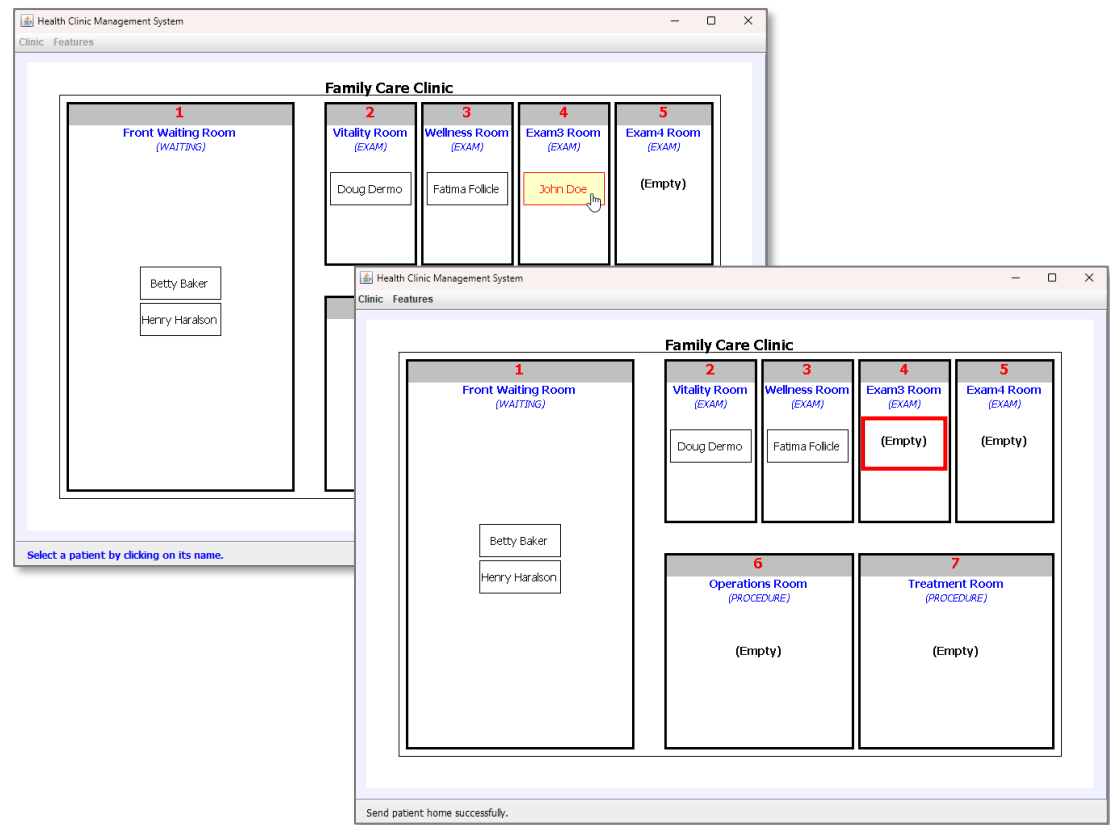 Health Clinic Management System
Clinic Features
Family Care Clinic
1
Front Waiting Room
(WAITING)
Betty Baker
Henry Haralson
2
Vitality Room
(EXAM)
Doug Dermo
3
Wellness Room
(EXAM)
Fatima Follicle
4
Exam3 Room
(EXAM)
John Doe
5
Exam4 Room
(EXAM)
(Empty)
Select a patient by clicking on its name.
Health Clinic Management System
Clinic Features
Family Care Clinic
1
Front Waiting Room
(WAITING)
Betty Baker
Henry Haralson
2
Vitality Room
(EXAM)
Doug Dermo
3
Wellness Room
(EXAM)
Fatima Follicle
4
Exam3 Room
(EXAM)
(Empty)
5
Exam4 Room
(EXAM)
(Empty)
6
Operations Room
(PROCEDURE)
(Empty)
7
Treatment Room
(PROCEDURE)
(Empty)
Send patient home successfully.